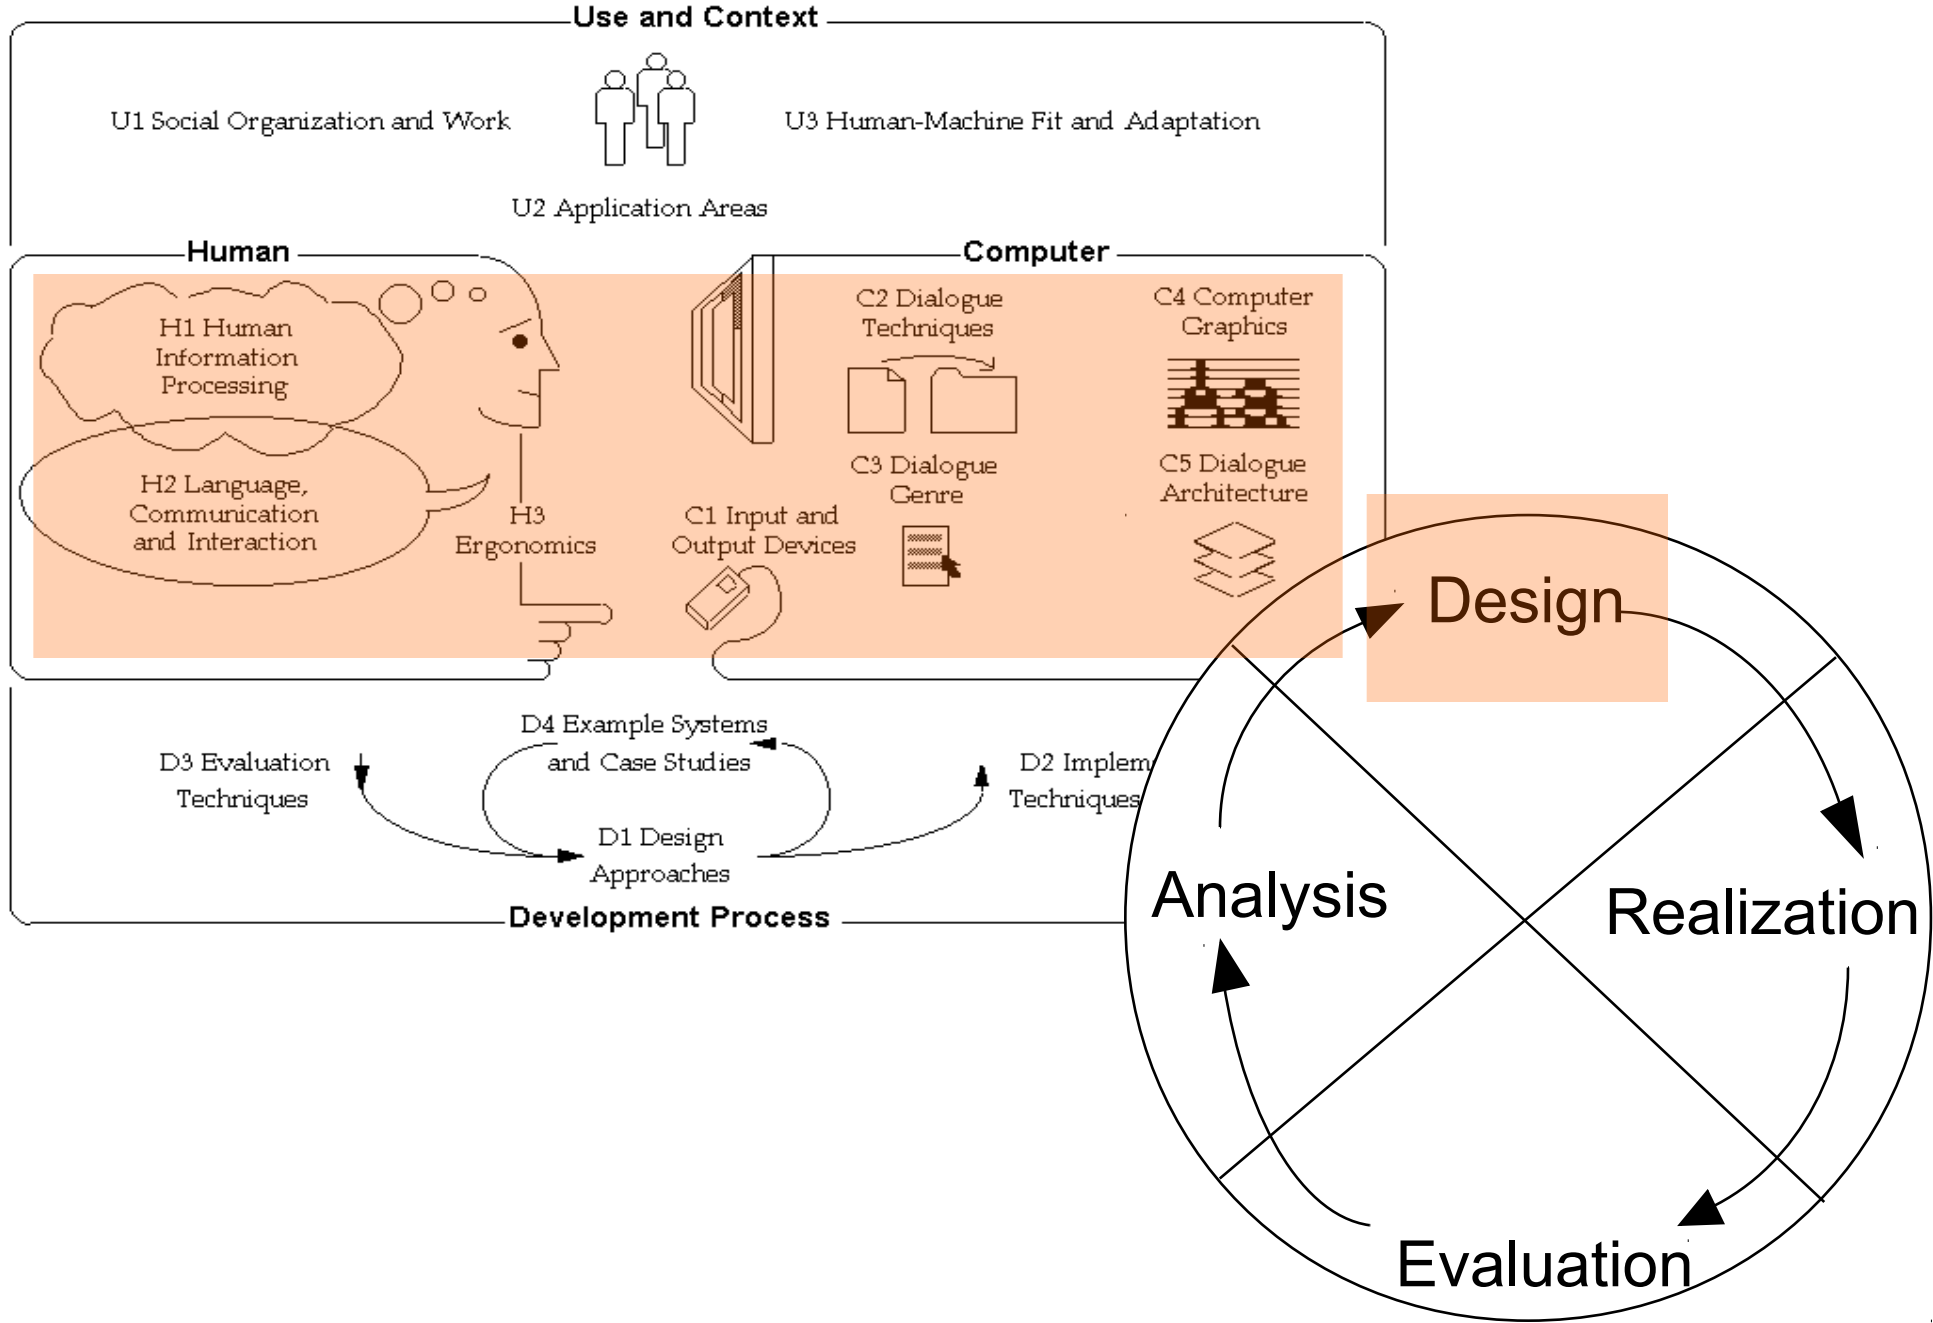 Use and Context
U1 Social Organization and Work
U3 Human-Machine Fit and Adaptation
U2 Application Areas
Human
Computer
H1 Human
Information
Processing
H2 Language,
Communication
and Interaction
H3
Ergonomics
C1 Input and
Output Devices
C2 Dialogue
Techniques
C3 Dialogue
Genre
C4 Computer
Graphics
C5 Dialogue
Architecture
D3 Evaluation
Techniques
D4 Example Systems
and Case Studies
D1 Design
Approaches
D2 Implem
Techniques
Development Process
Design
Analysis
Realization
Evaluation